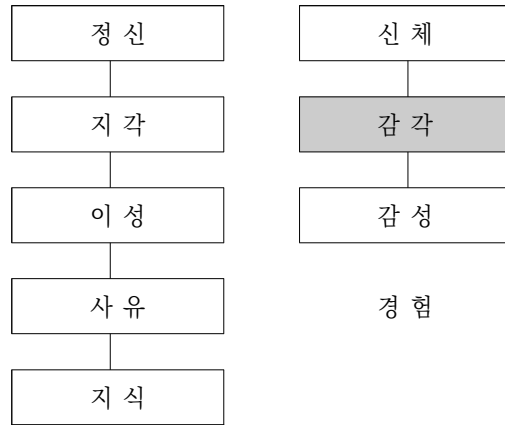 정 신
신 체
지 각
감 각
이 성
감 성
사 유
경 험
지 식